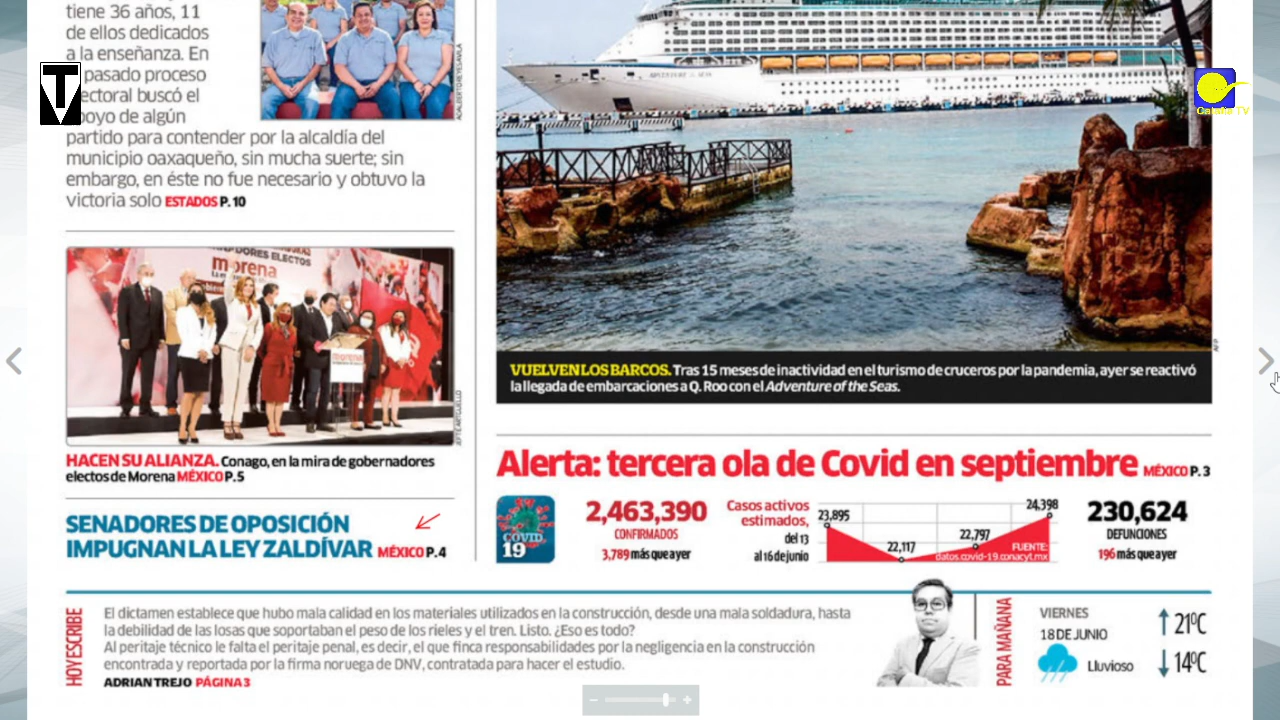 tiene 36 años, 11
de ellos dedicados
a la enseñanza. En
pasado proceso
ectoral buscó el
poyo de algún
partido para contender por la alcaldía del
municipio oaxaqueño, sin mucha suerte; sin
embargo, en éste no fue necesario y obtuvo la
victoria solo ESTADOS P. 10
ADALBERTO REYES ÁVILA
T
morena
morena
JEFTÉ ARGÜELLO
HACEN SU ALIANZA. Conago, en la mira de gobernadores
electos de Morena MÉXICO P.5
SENADORES DE OPOSICIÓN
IMPUGNAN LA LEY ZALDÍVAR MÉXICO P. 4
TV
AFP
VUELVEN LOS BARCOS. Tras 15 meses de inactividad en el turismo de cruceros por la pandemia, ayer se reactivó
la llegada de embarcaciones a Q. Roo con el Adventure of the Seas.
Alerta: tercera ola de Covid en septiembre MÉXICO P. 3
COVID
19
2,463,390
CONFIRMADOS
3,789 más que ayer
Casos activos
estimados,
del 13
al 16 de junio
23,895
22,117
22,797
24,398
FUENTE:
datos.covid-19.conacyt.mx
230,624
DEFUNCIONES
196 más que ayer
HOY ESCRIBE
El dictamen establece que hubo mala calidad en los materiales utilizados en la construcción, desde una mala soldadura, hasta
la debilidad de las losas que soportaban el peso de los rieles y el tren. Listo. ¿Eso es todo?
Al peritaje técnico le falta el peritaje penal, es decir, el que finca responsabilidades por la negligencia en la construcción
encontrada y reportada por la firma noruega de DNV, contratada para hacer el estudio.
ADRIAN TREJO PÁGINA 3
PARA MAÑANA
VIERNES
18 DE JUNIO
Lluvioso
21ºC
14ºC